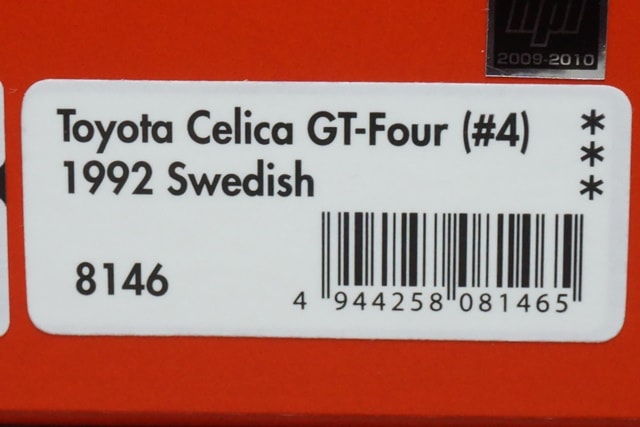 hpi
2009-2010
Toyota Celica GT-Four (#4) ***
1992 Swedish
8146
4 944258 081465